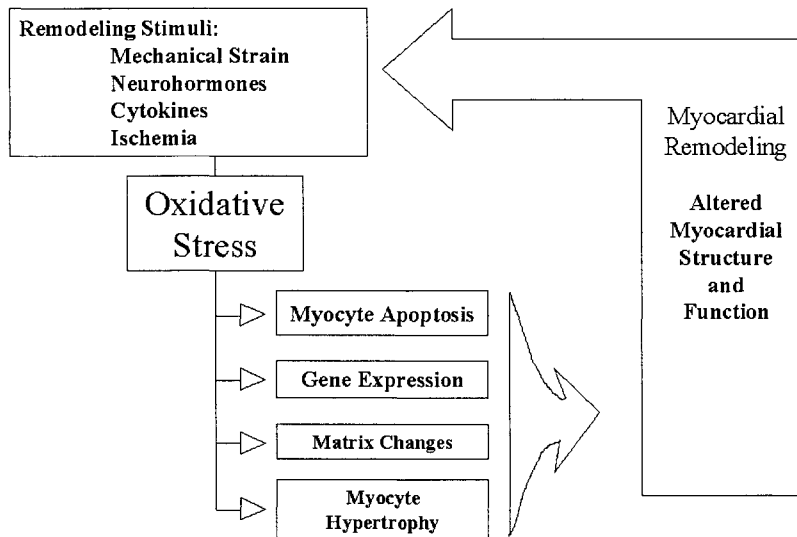 Remodeling Stimuli:
Mechanical Strain
Neurohormones
Cytokines
Ischemia
Oxidative
Stress
Myocyte Apoptosis
Gene Expression
Matrix Changes
Myocyte
Hypertrophy
Myocardial
Remodeling
Altered
Myocardial
Structure
and
Function